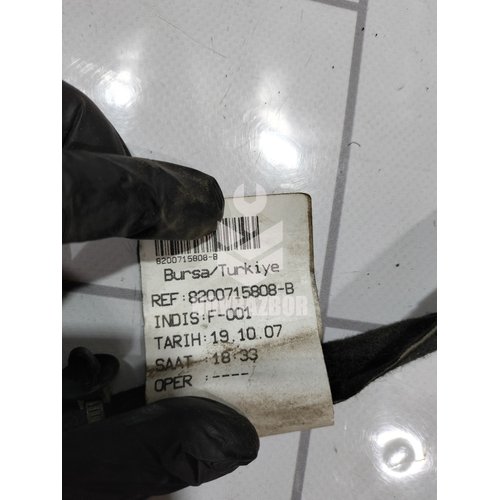 8200715808-B
Bursa/Turkiye
REF:8200715808-B
INDIS:F-001
TARIH:19.10.07
SAAT :18:33
OPER :----